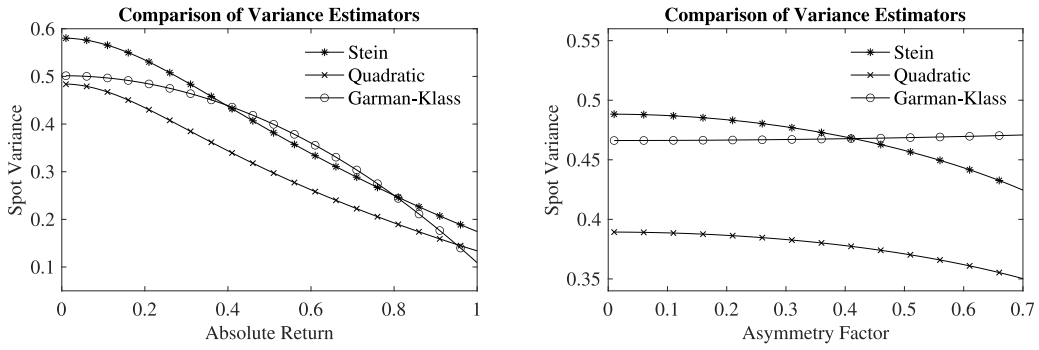 Comparison of Variance Estimators
0.6
0.5
0.4
0.3
0.2
0.1
Spot Variance
Stein
Quadratic
Garman-Klass
0 0.2 0.4 0.6 0.8 1
Absolute Return
Comparison of Variance Estimators
0.55
0.5
0.45
0.4
0.35
Spot Variance
Stein
Quadratic
Garman-Klass
0 0.1 0.2 0.3 0.4 0.5 0.6 0.7
Asymmetry Factor